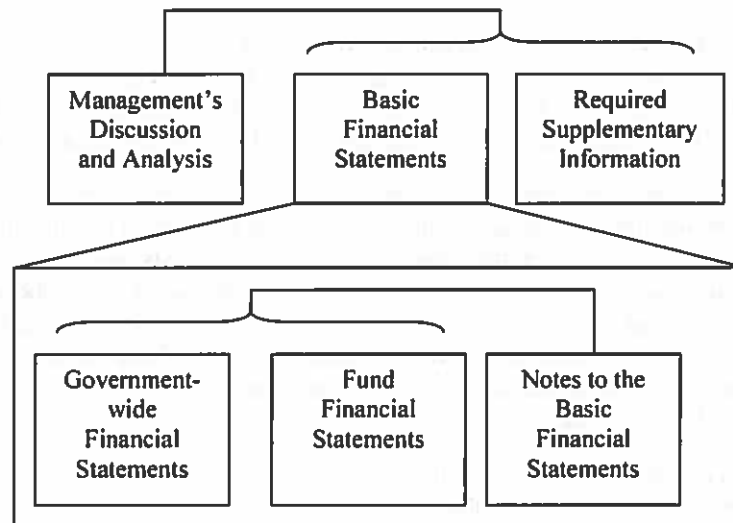 Management's
Discussion
and Analysis
Basic
Financial
Statements
Required
Supplementary
Information
Government-
wide
Financial
Statements
Fund
Financial
Statements
Notes to the
Basic
Financial
Statements